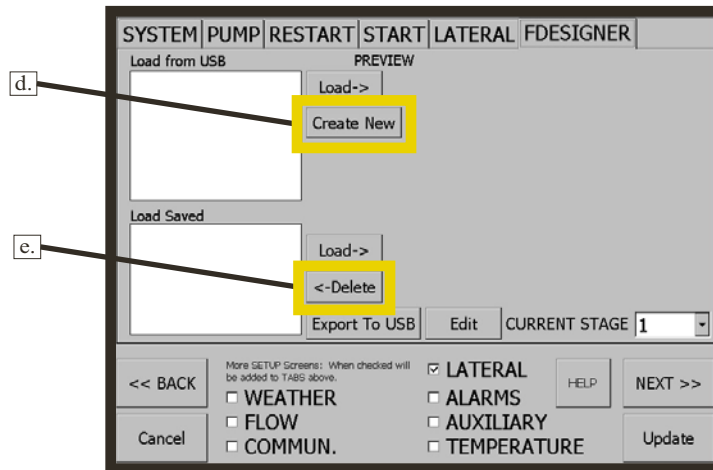 SYSTEM PUMP RESTART START LATERAL FDESIGNER
Load from USB PREVIEW
d.
Load->
Create New
Load Saved
e.
Load->
<-Delete
Export To USB Edit CURRENT STAGE 1
<< BACK
More SETUP Screens: When checked will
be added to TABS above.
LATERAL
HELP
NEXT >>
WEATHER ALARMS
FLOW AUXILIARY
Cancel
COMMUN. TEMPERATURE
Update